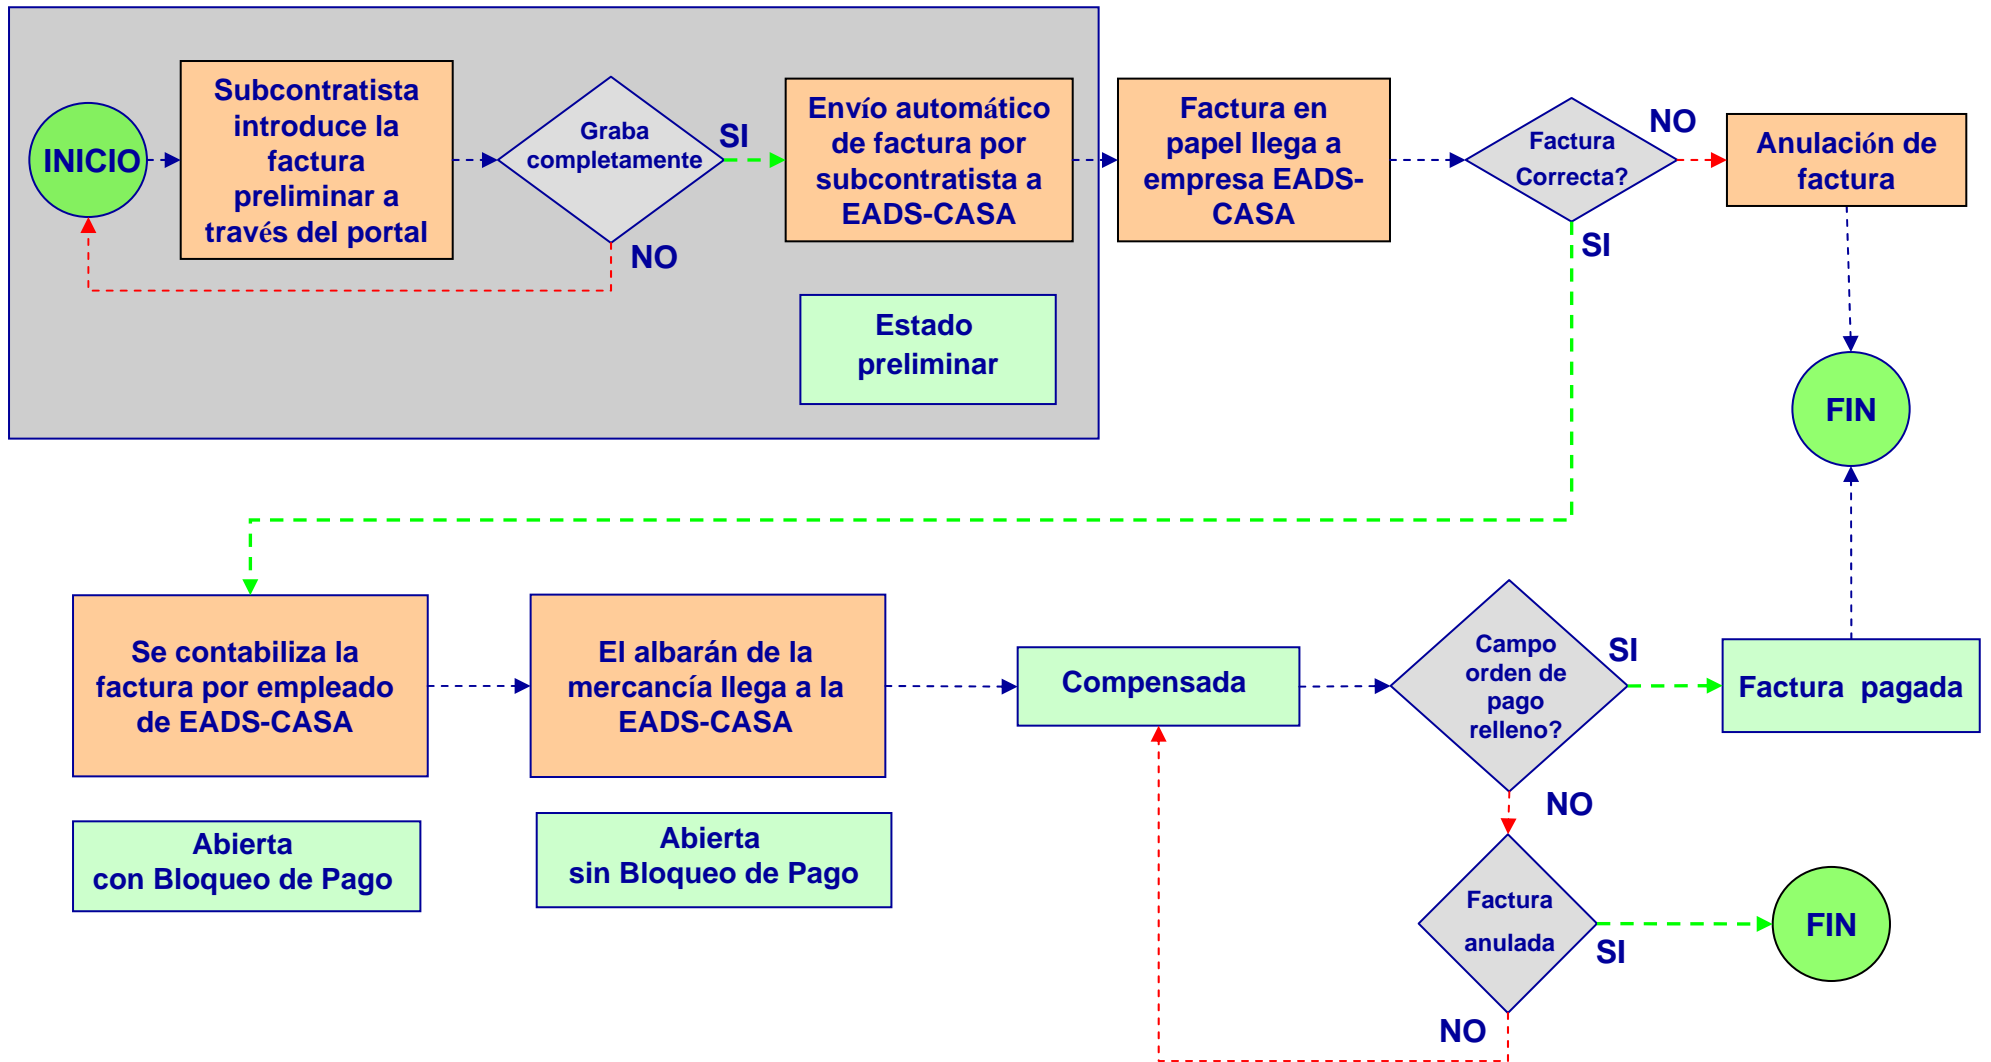 INICIO
Subcontratista
introduce la
factura
preliminar a
través del portal
Graba
completamente
SI
NO
Envío automático
de factura por
subcontratista a
EADS-CASA
Estado
preliminar
Factura en
papel llega a
empresa EADS-
CASA
Factura
Correcta?
NO
SI
Anulación de
factura
FIN
Se contabiliza la
factura por empleado
de EADS-CASA
Abierta
con Bloqueo de Pago
El albarán de la
mercancía llega a la
EADS-CASA
Abierta
sin Bloqueo de Pago
Compensada
Campo
orden de
pago
relleno?
SI
NO
Factura pagada
Factura
anulada
SI
NO
FIN